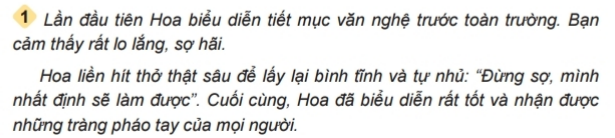 1 Lần đầu tiên Hoa biểu diễn tiết mục văn nghệ trước toàn trường. Bạn
cảm thấy rất lo lắng, sợ hãi.
Hoa liền hít thở thật sâu để lấy lại bình tĩnh và tự nhủ: “Đừng sợ, mình
nhất định sẽ làm được”. Cuối cùng, Hoa đã biểu diễn rất tốt và nhận được
những tràng pháo tay của mọi người.